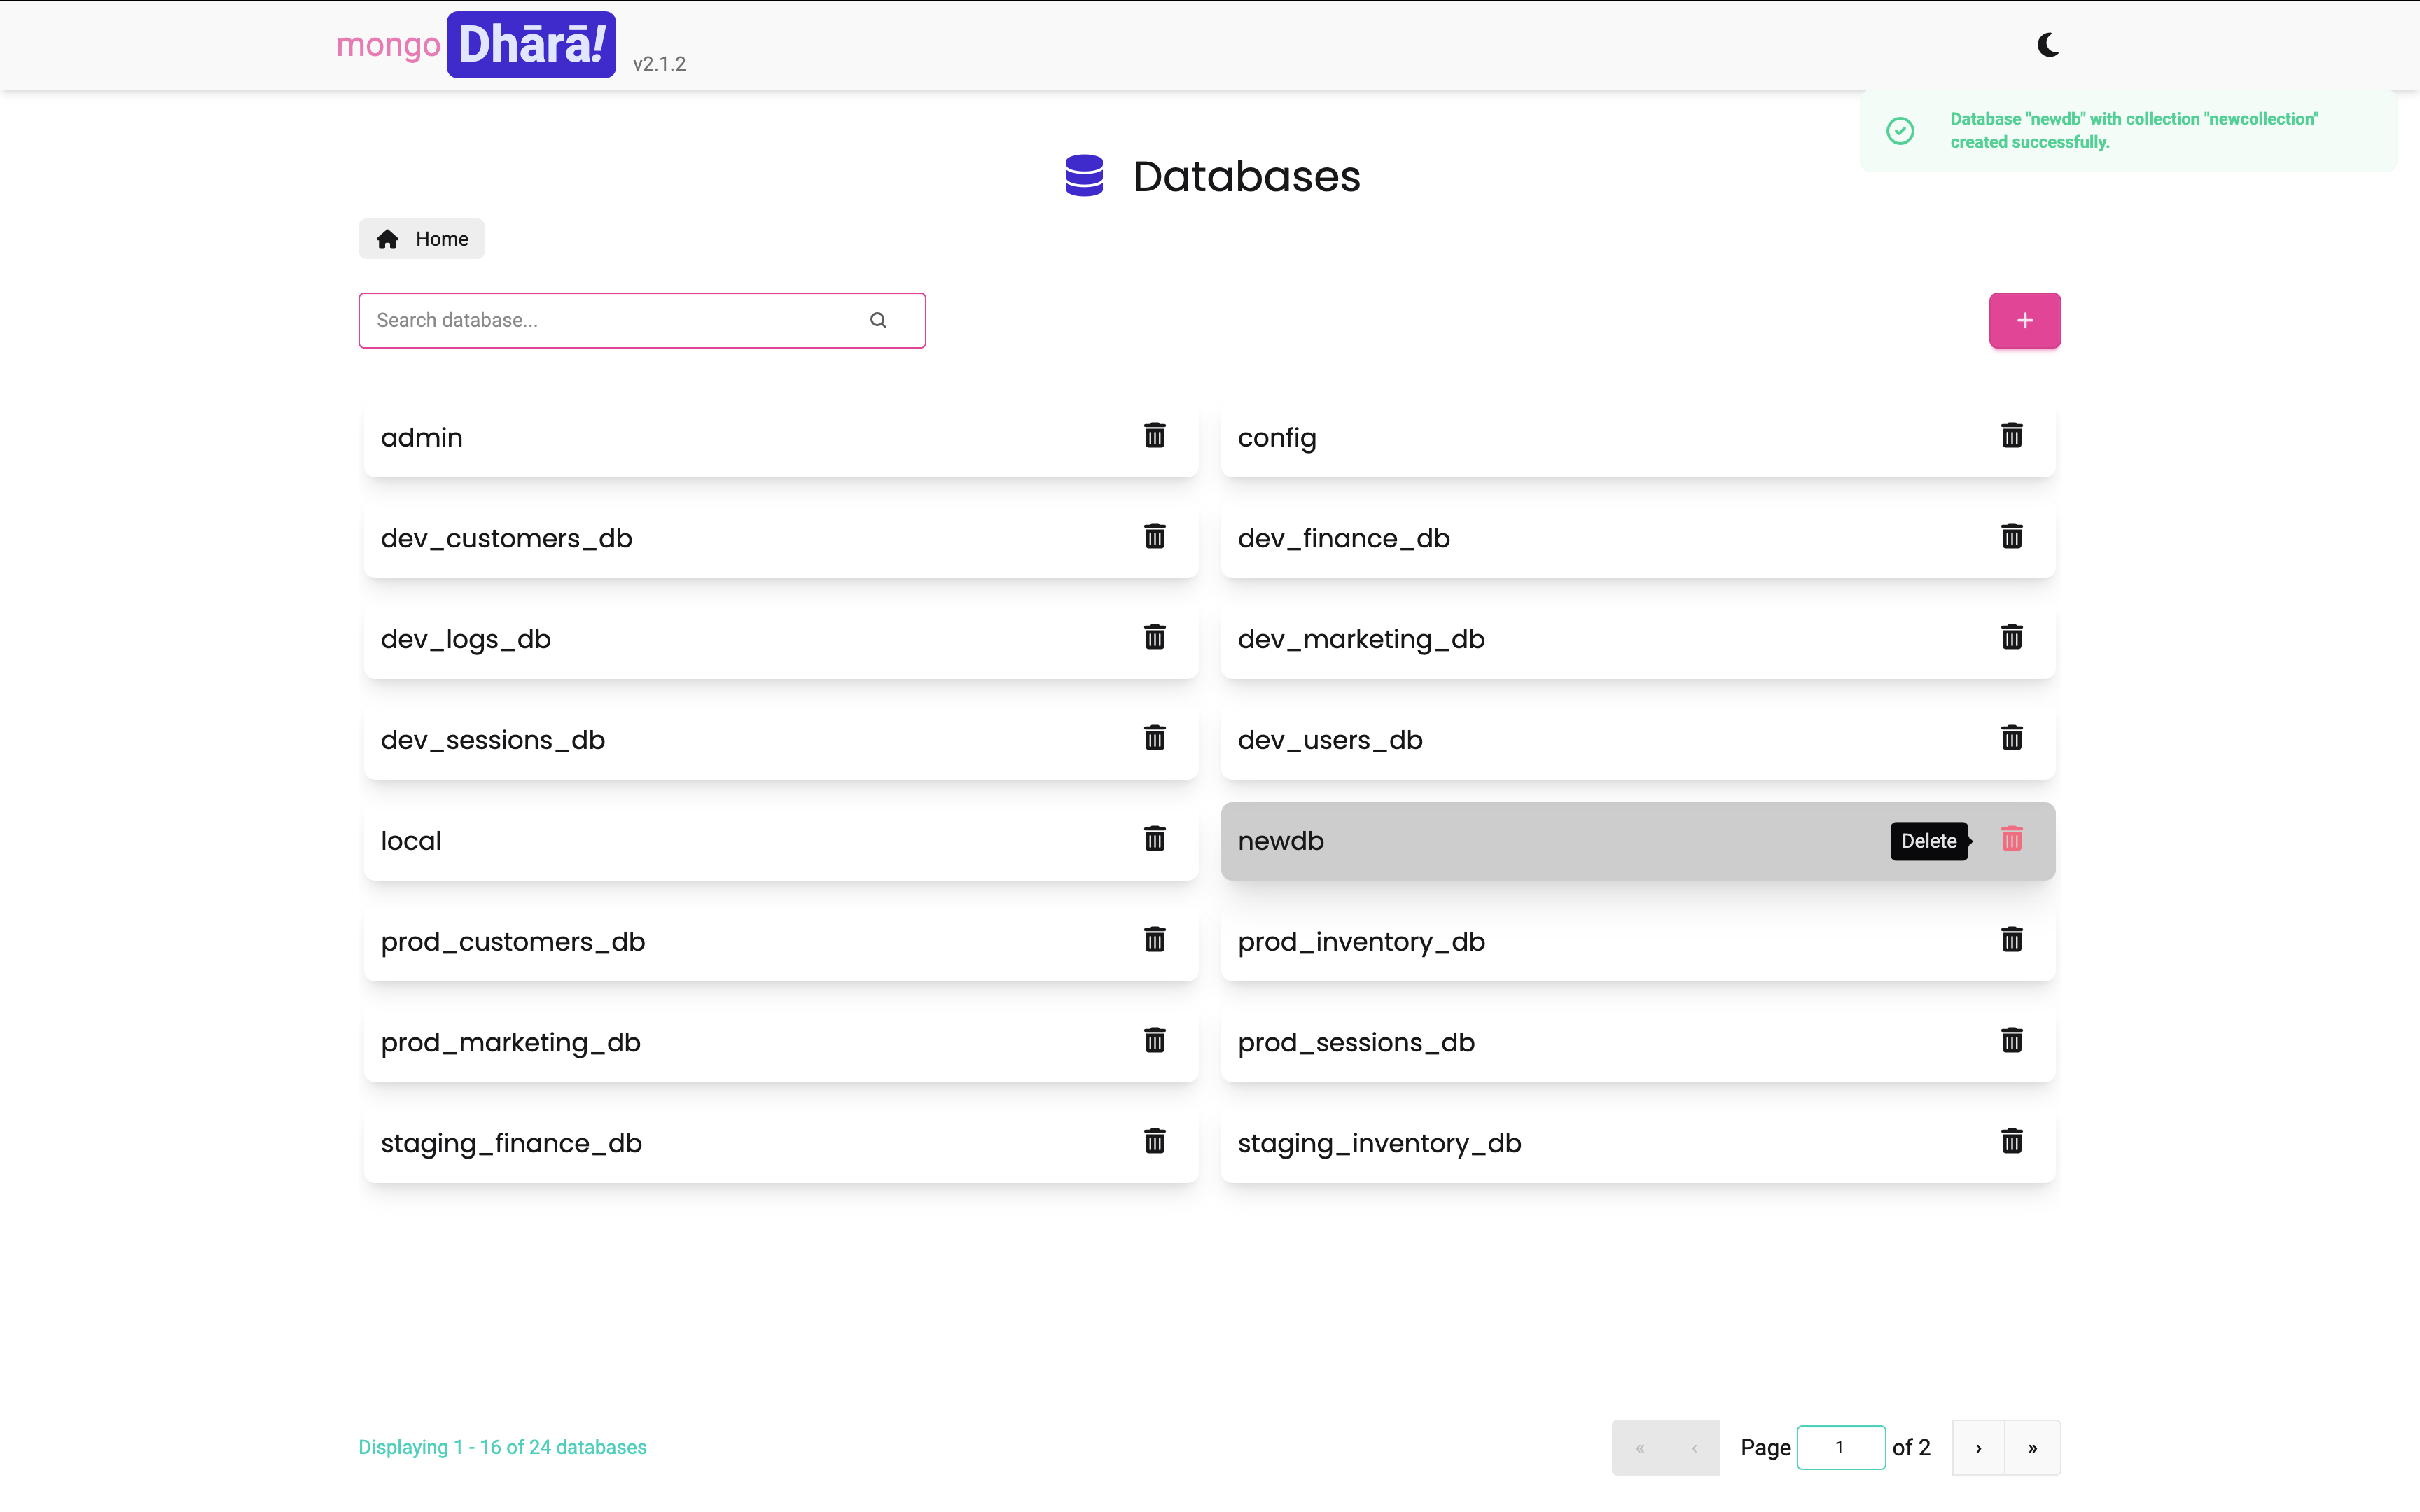 mongo Dhārā! v2.1.2
Database "newdb" with collection "newcollection"
created successfully.
Databases
Home
Search database...
+
admin
config
dev_customers_db
dev_finance_db
dev_logs_db
dev_marketing_db
dev_sessions_db
dev_users_db
local
newdb
Delete
prod_customers_db
prod_inventory_db
prod_marketing_db
prod_sessions_db
staging_finance_db
staging_inventory_db
Displaying 1 - 16 of 24 databases
« ‹ Page 1 of 2 › »